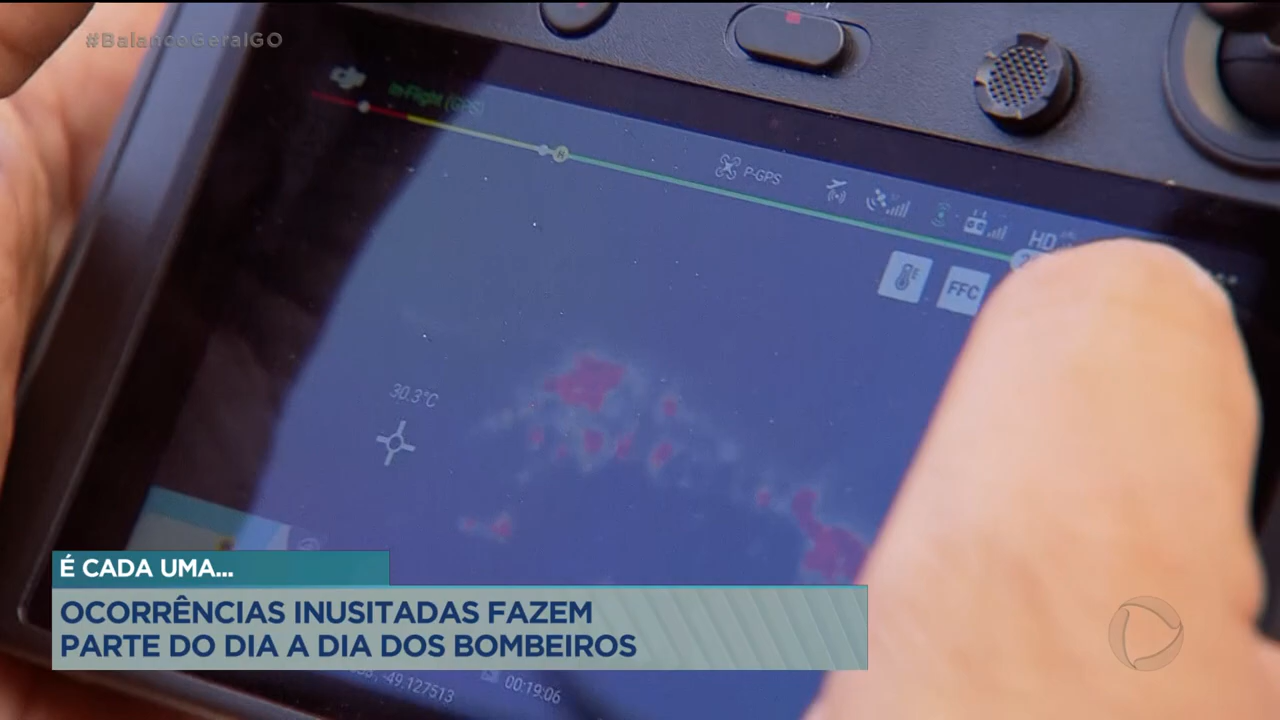 #BalancoGeralGO
In-Flight (GPS)
P-GPS
HD
FFC
30.3°C
É CADA UMA...
OCORRÊNCIAS INUSITADAS FAZEM
PARTE DO DIA A DIA DOS BOMBEIROS
, -49.127513
00:19:06